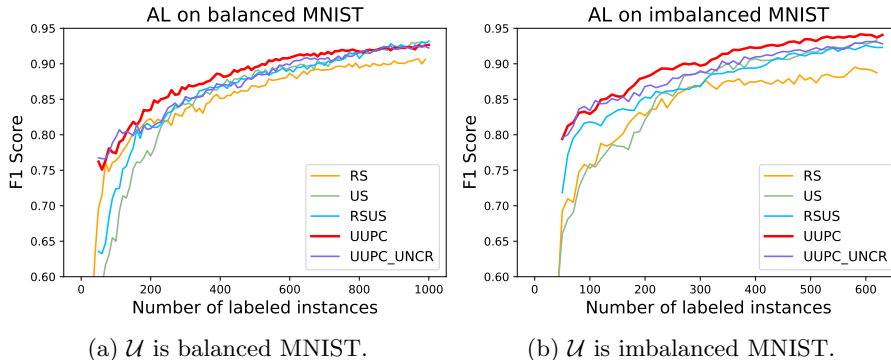 AL on balanced MNIST
0.95
0.90
0.85
0.80
0.75
0.70
0.65
0.60
F1 Score
0 200 400 600 800 1000
Number of labeled instances
RS
US
RSUS
UUPC
UUPC_UNCR
(a) 𝒰 is balanced MNIST.
AL on imbalanced MNIST
0.95
0.90
0.85
0.80
0.75
0.70
0.65
0.60
F1 Score
0 100 200 300 400 500 600
Number of labeled instances
RS
US
RSUS
UUPC
UUPC_UNCR
(b) 𝒰 is imbalanced MNIST.